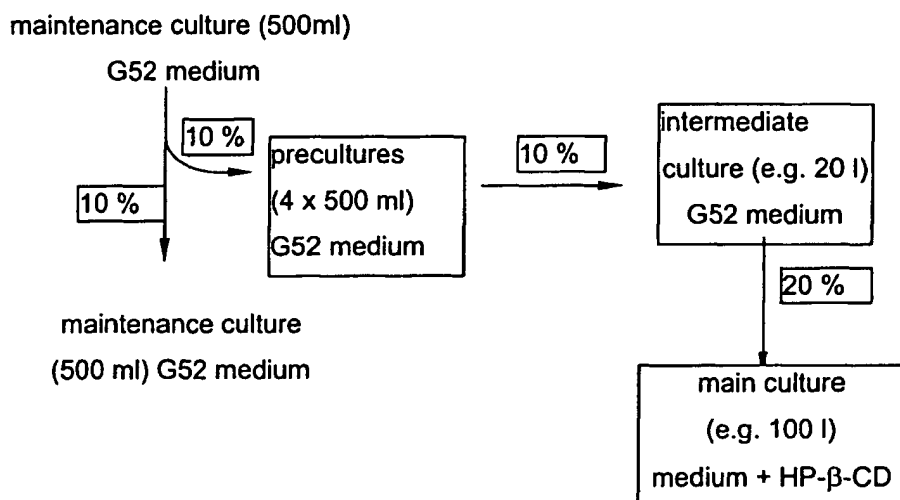 maintenance culture (500ml)
G52 medium
10 %
10 %
precultures
(4 x 500 ml)
G52 medium
10 %
intermediate
culture (e.g. 20 l)
G52 medium
20 %
maintenance culture
(500 ml) G52 medium
main culture
(e.g. 100 l)
medium + HP-β-CD